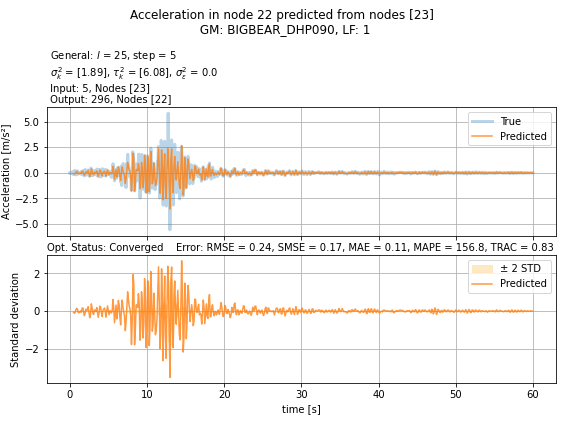 Acceleration in node 22 predicted from nodes [23]
GM: BIGBEAR_DHP090, LF: 1
General: l = 25, step = 5
σ²ₖ = [1.89], τ²ₖ = [6.08], σ²ε = 0.0
Input: 5, Nodes [23]
Output: 296, Nodes [22]
Acceleration [m/s²]
5.0
2.5
0.0
−2.5
−5.0
True
Predicted
Opt. Status: Converged Error: RMSE = 0.24, SMSE = 0.17, MAE = 0.11, MAPE = 156.8, TRAC = 0.83
Standard deviation
2
0
−2
± 2 STD
Predicted
0 10 20 30 40 50 60
time [s]